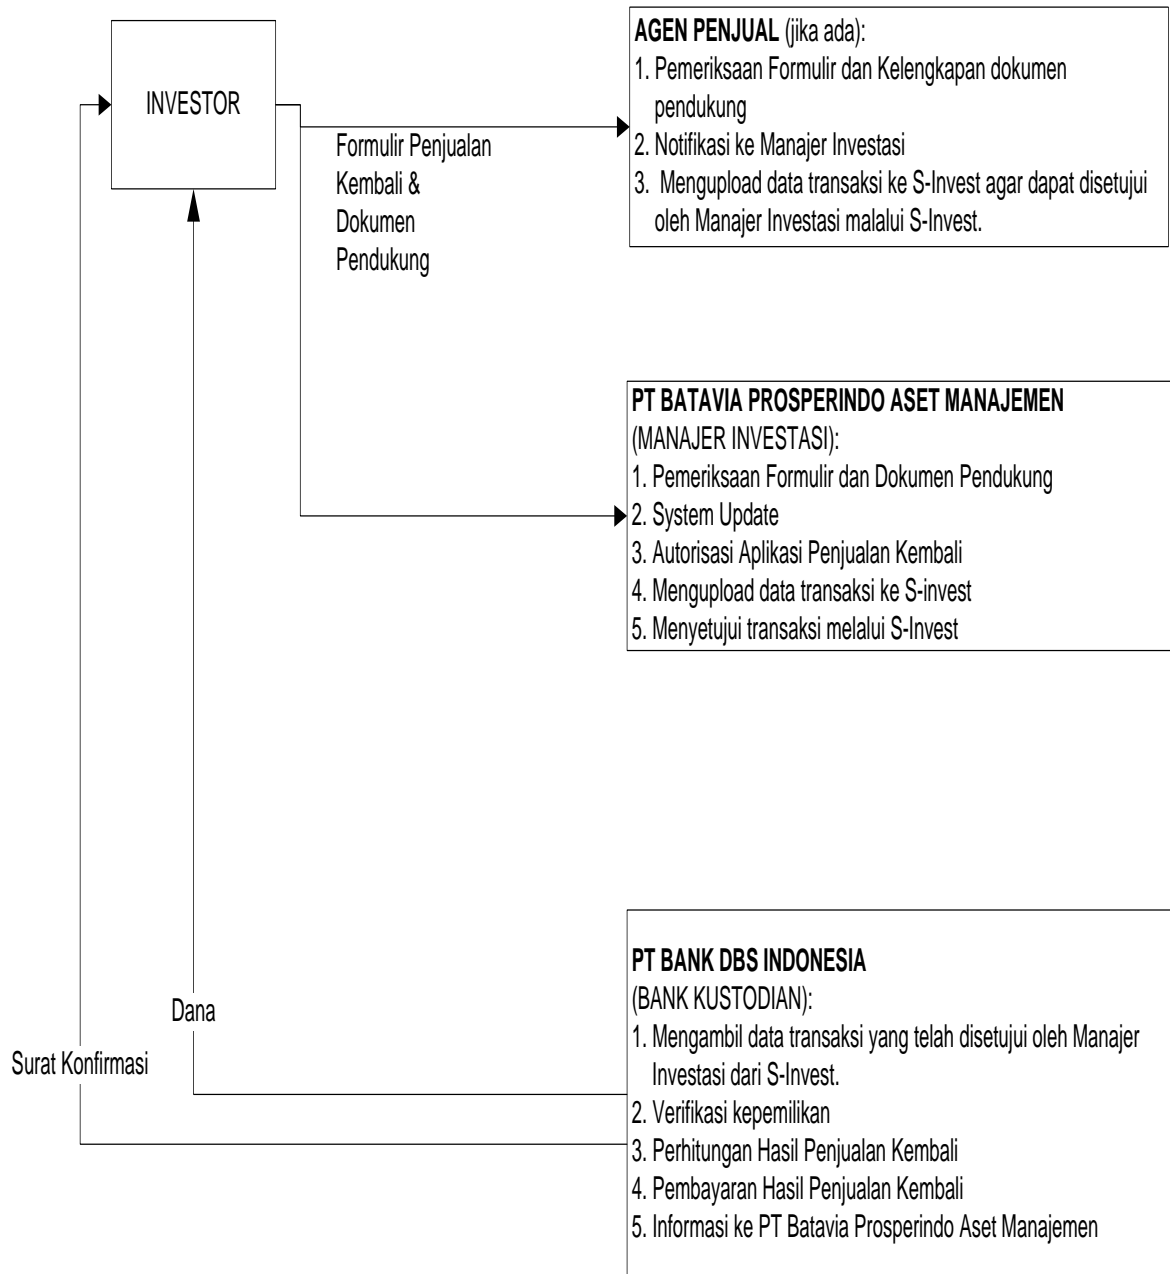 INVESTOR
Formulir Penjualan
Kembali &
Dokumen
Pendukung
AGEN PENJUAL (jika ada):
1. Pemeriksaan Formulir dan Kelengkapan dokumen
pendukung
2. Notifikasi ke Manajer Investasi
3. Mengupload data transaksi ke S-Invest agar dapat disetujui
oleh Manajer Investasi malalui S-Invest.
PT BATAVIA PROSPERINDO ASET MANAJEMEN
(MANAJER INVESTASI):
1. Pemeriksaan Formulir dan Dokumen Pendukung
2. System Update
3. Autorisasi Aplikasi Penjualan Kembali
4. Mengupload data transaksi ke S-invest
5. Menyetujui transaksi melalui S-Invest
PT BANK DBS INDONESIA
(BANK KUSTODIAN):
1. Mengambil data transaksi yang telah disetujui oleh Manajer
Investasi dari S-Invest.
2. Verifikasi kepemilikan
3. Perhitungan Hasil Penjualan Kembali
4. Pembayaran Hasil Penjualan Kembali
5. Informasi ke PT Batavia Prosperindo Aset Manajemen
Dana
Surat Konfirmasi